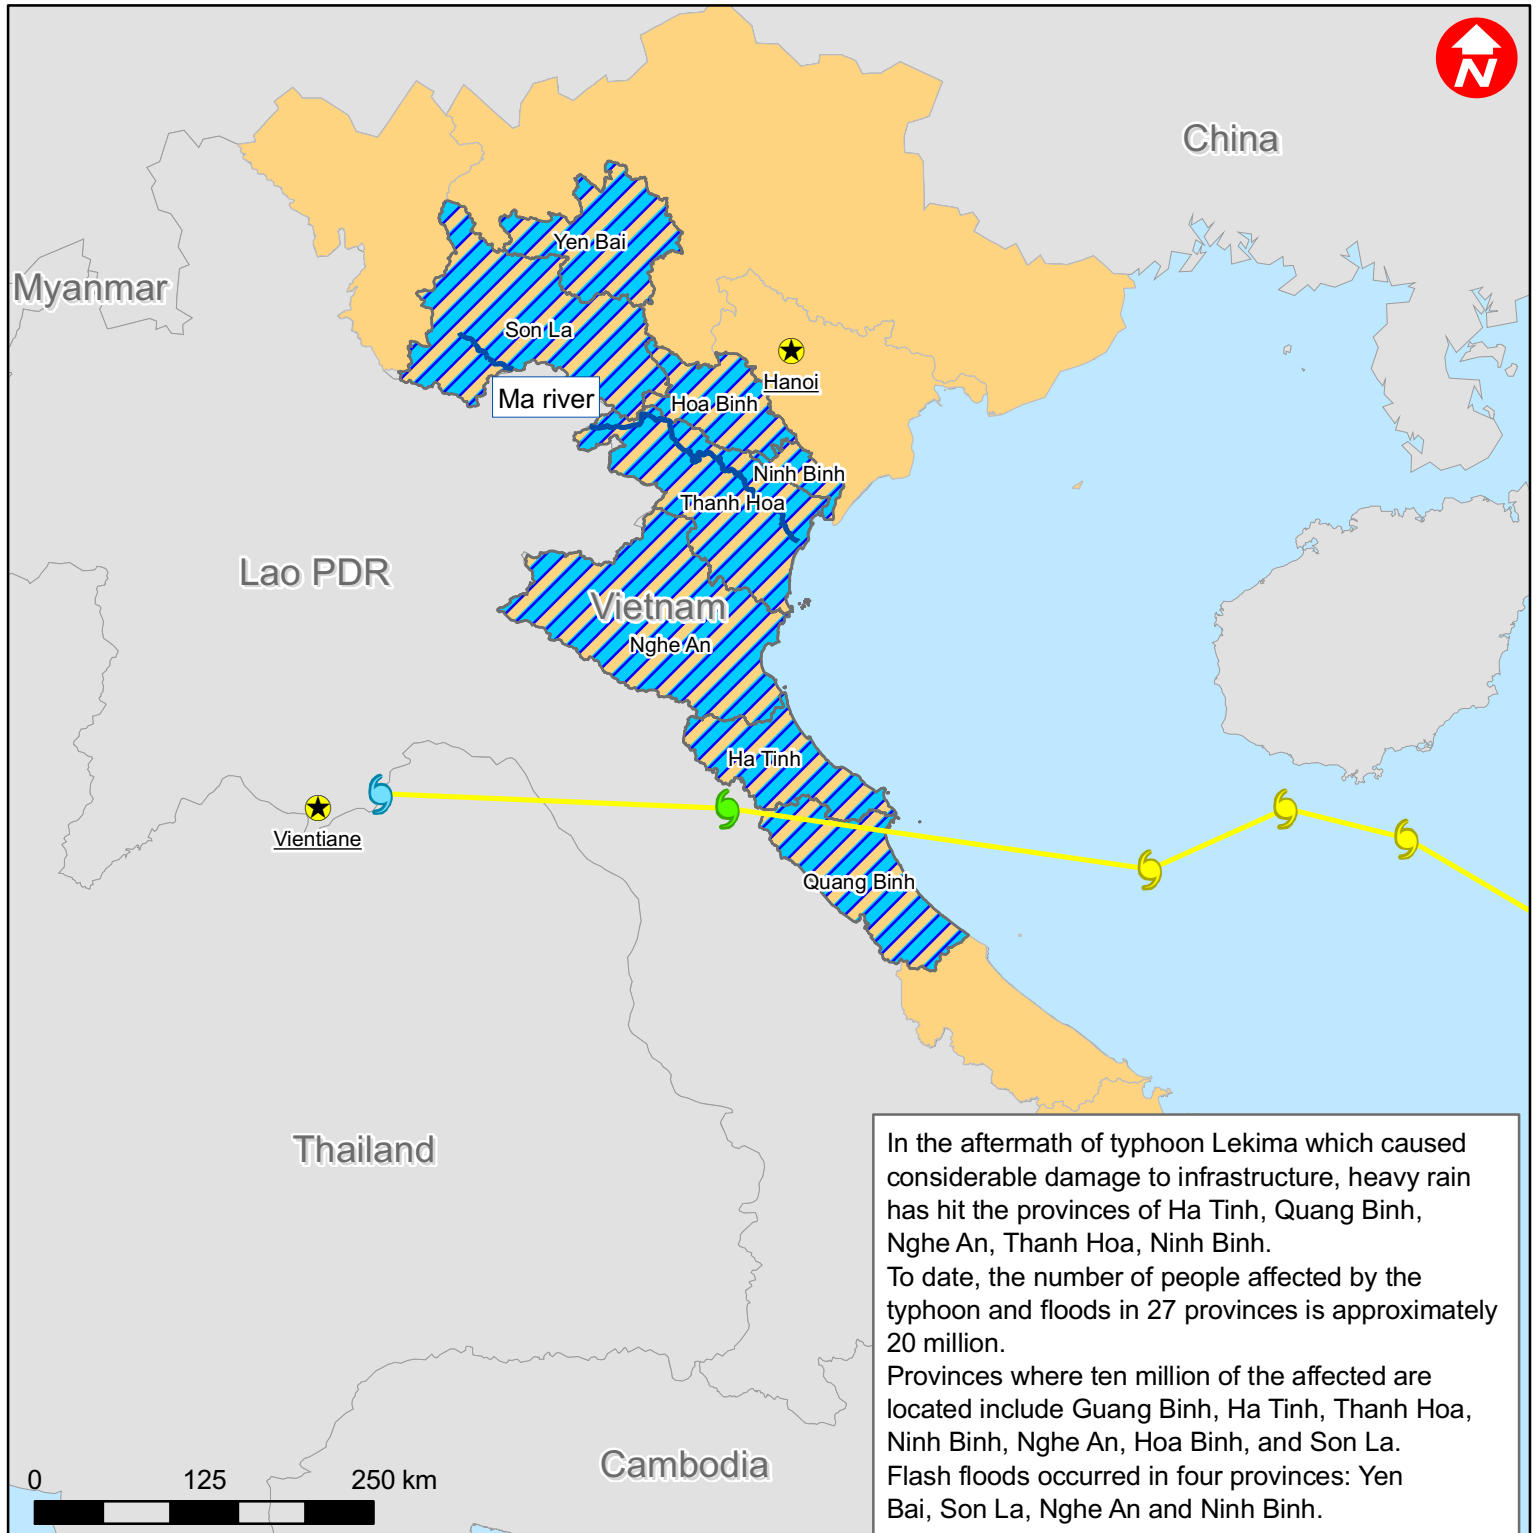 N
China
Myanmar
Yen Bai
Son La
Hanoi
Ma river
Hoa Binh
Ninh Binh
Thanh Hoa
Lao PDR
Vietnam
Nghe An
Ha Tinh
Vientiane
Quang Binh
Thailand
Cambodia
In the aftermath of typhoon Lekima which caused
considerable damage to infrastructure, heavy rain
has hit the provinces of Ha Tinh, Quang Binh,
Nghe An, Thanh Hoa, Ninh Binh.
To date, the number of people affected by the
typhoon and floods in 27 provinces is approximately
20 million.
Provinces where ten million of the affected are
located include Guang Binh, Ha Tinh, Thanh Hoa,
Ninh Binh, Nghe An, Hoa Binh, and Son La.
Flash floods occurred in four provinces: Yen
Bai, Son La, Nghe An and Ninh Binh.
0 125 250 km